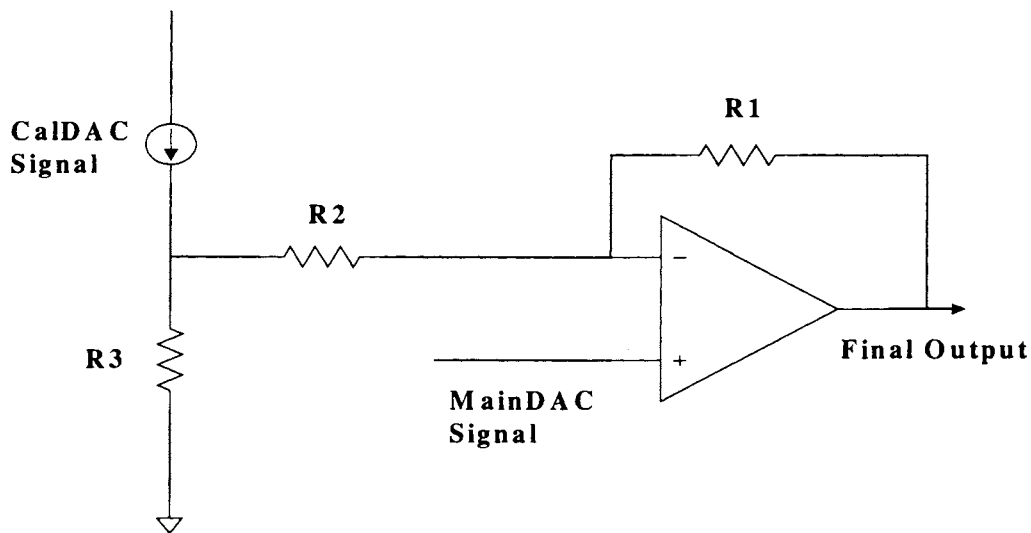 R1
CalDAC
Signal
R2
−
R3
+
Final Output
MainDAC
Signal